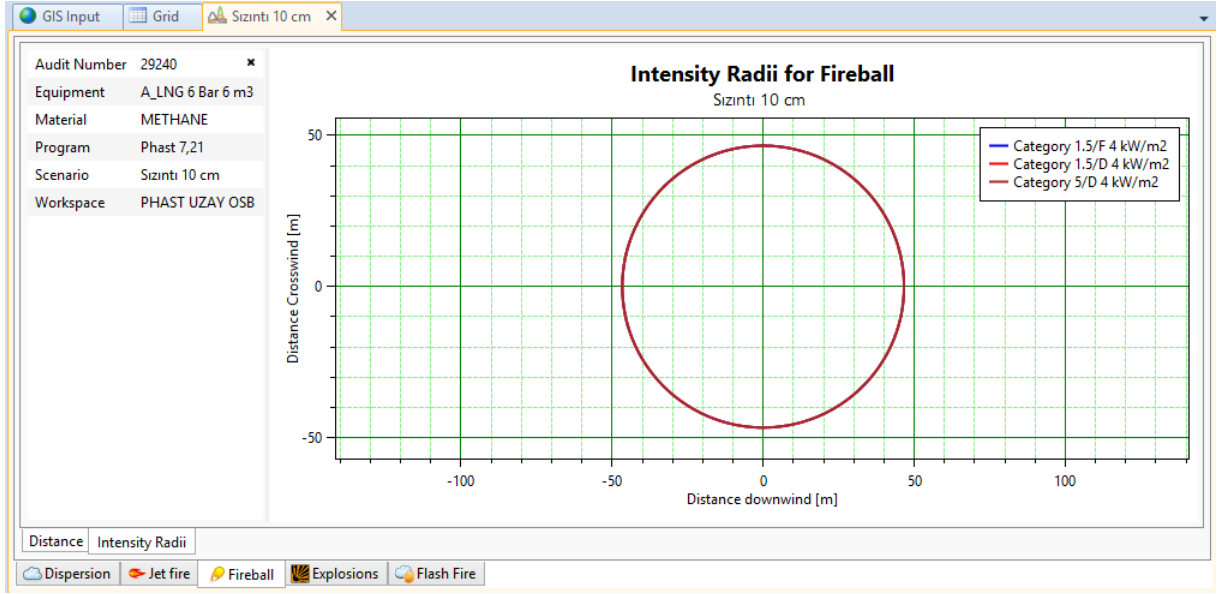 GIS Input
Grid
Sızıntı 10 cm
Audit Number 29240
Equipment A_LNG 6 Bar 6 m3
Material METHANE
Program Phast 7,21
Scenario Sızıntı 10 cm
Workspace PHAST UZAY OSB
Intensity Radii for Fireball
Sızıntı 10 cm
Category 1.5/F 4 kW/m2
Category 1.5/D 4 kW/m2
Category 5/D 4 kW/m2
Distance Crosswind [m]
50
0
-50
-100 -50 0 50 100
Distance downwind [m]
Distance Intensity Radii
Dispersion Jet fire Fireball Explosions Flash Fire